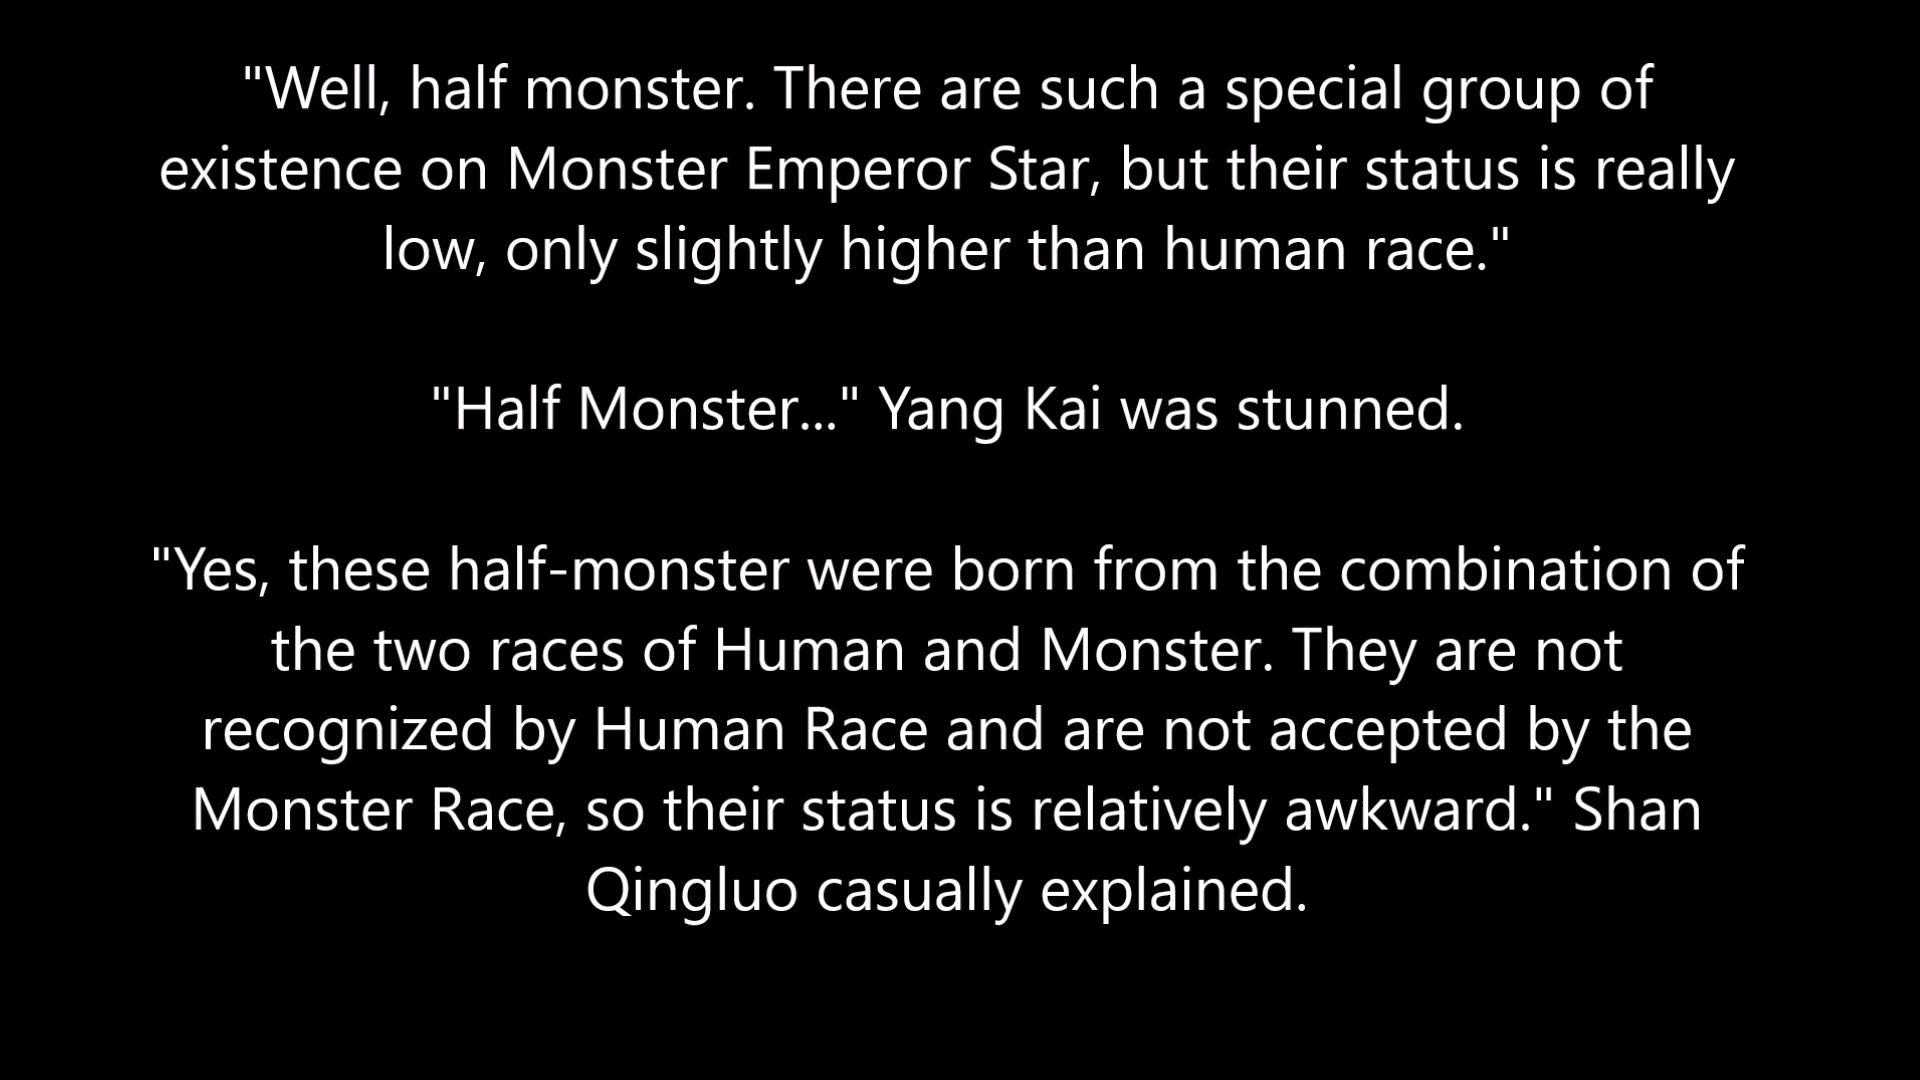 "Well, half monster. There are such a special group of
existence on Monster Emperor Star, but their status is really
low, only slightly higher than human race."
"Half Monster..." Yang Kai was stunned.
"Yes, these half-monster were born from the combination of
the two races of Human and Monster. They are not
recognized by Human Race and are not accepted by the
Monster Race, so their status is relatively awkward." Shan
Qingluo casually explained.